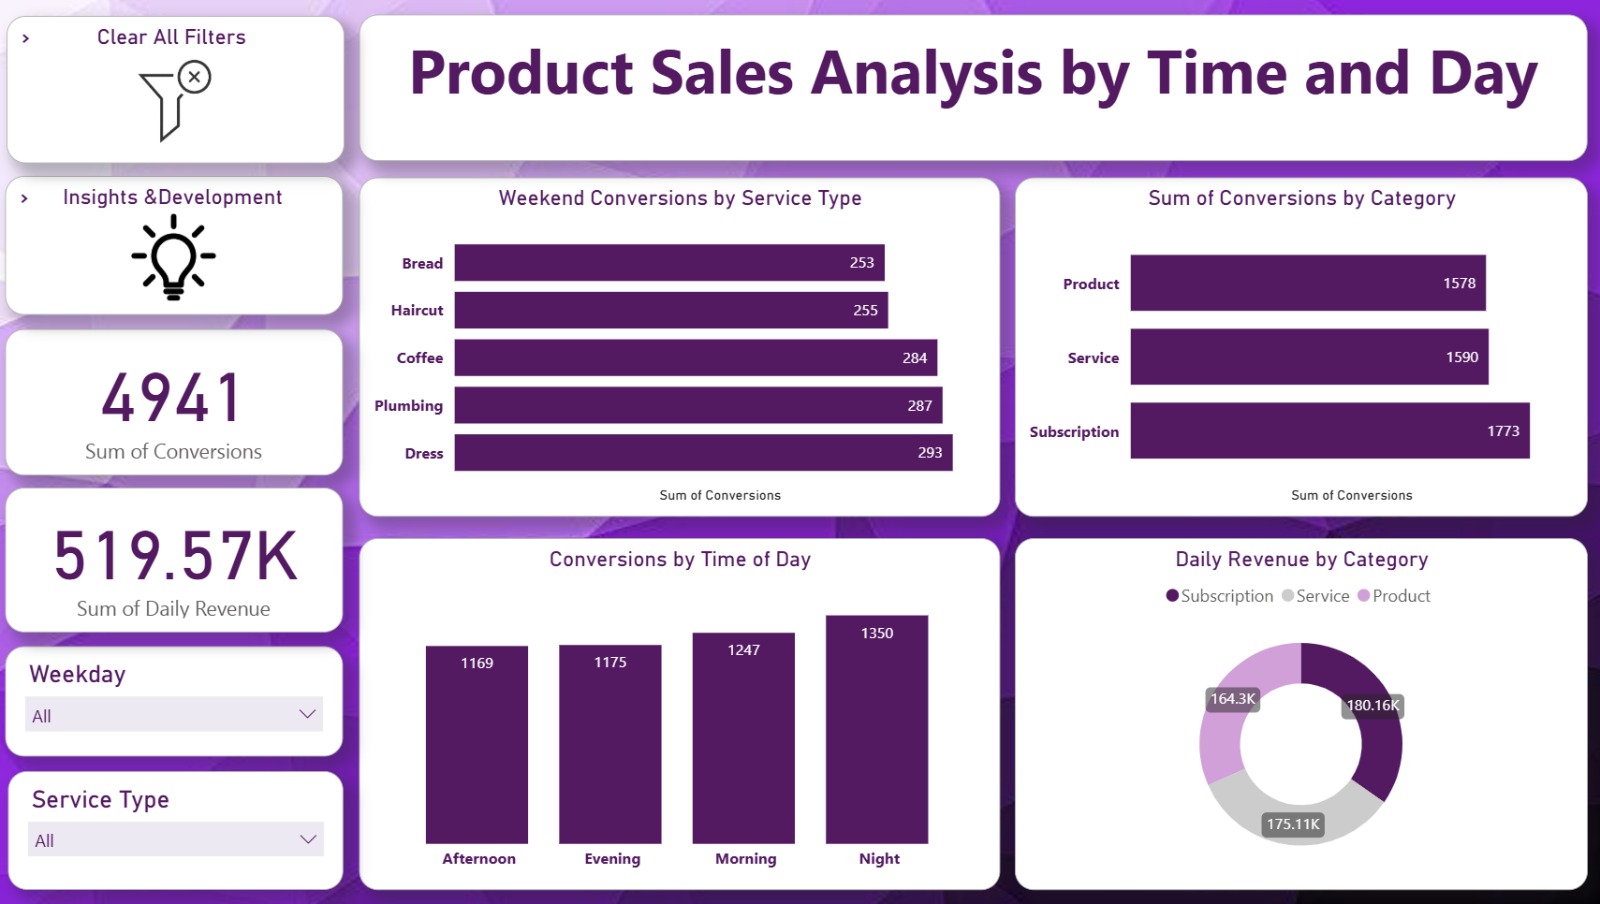 Clear All Filters
Product Sales Analysis by Time and Day
Insights &Development
4941
Sum of Conversions
519.57K
Sum of Daily Revenue
Weekday
All
Service Type
All
Weekend Conversions by Service Type
Bread 253
Haircut 255
Coffee 284
Plumbing 287
Dress 293
Sum of Conversions
Sum of Conversions by Category
Product 1578
Service 1590
Subscription 1773
Sum of Conversions
Conversions by Time of Day
1169 1175 1247 1350
Afternoon Evening Morning Night
Daily Revenue by Category
Subscription Service Product
164.3K 180.16K
175.11K